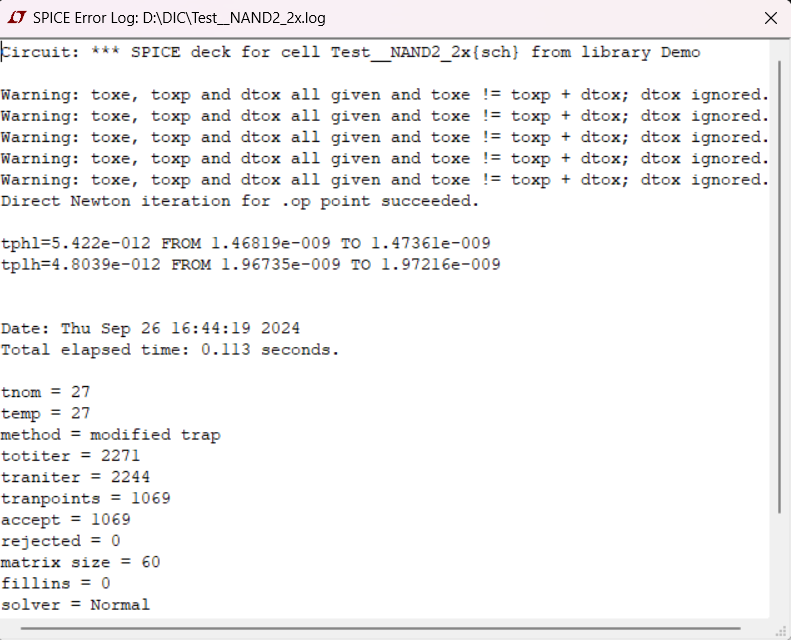 SPICE Error Log: D:\DIC\Test__NAND2_2x.log
Circuit: *** SPICE deck for cell Test__NAND2_2x{sch} from library Demo
Warning: toxe, toxp and dtox all given and toxe != toxp + dtox; dtox ignored.
Warning: toxe, toxp and dtox all given and toxe != toxp + dtox; dtox ignored.
Warning: toxe, toxp and dtox all given and toxe != toxp + dtox; dtox ignored.
Warning: toxe, toxp and dtox all given and toxe != toxp + dtox; dtox ignored.
Warning: toxe, toxp and dtox all given and toxe != toxp + dtox; dtox ignored.
Direct Newton iteration for .op point succeeded.
tphl=5.422e-012 FROM 1.46819e-009 TO 1.47361e-009
tplh=4.8039e-012 FROM 1.96735e-009 TO 1.97216e-009
Date: Thu Sep 26 16:44:19 2024
Total elapsed time: 0.113 seconds.
tnom = 27
temp = 27
method = modified trap
totiter = 2271
traniter = 2244
tranpoints = 1069
accept = 1069
rejected = 0
matrix size = 60
fillins = 0
solver = Normal